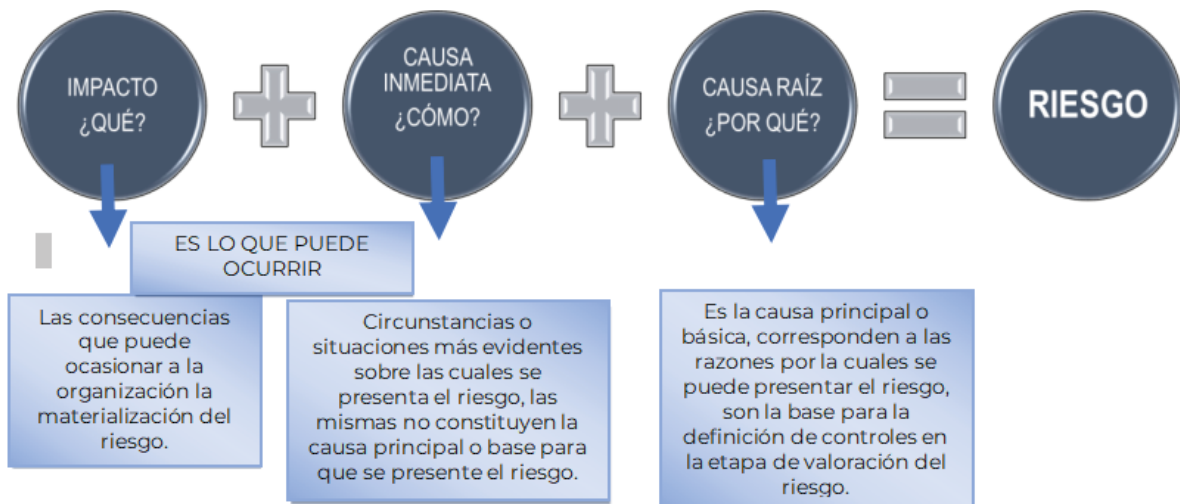 IMPACTO
¿QUÉ?
CAUSA
INMEDIATA
¿CÓMO?
CAUSA RAÍZ
¿POR QUÉ?
RIESGO
ES LO QUE PUEDE
OCURRIR
Las consecuencias
que puede
ocasionar a la
organización la
materialización del
riesgo.
Circunstancias o
situaciones más evidentes
sobre las cuales se
presenta el riesgo, las
mismas no constituyen la
causa principal o base para
que se presente el riesgo.
Es la causa principal o
básica, corresponden a las
razones por la cuales se
puede presentar el riesgo,
son la base para la
definición de controles en
la etapa de valoración del
riesgo.